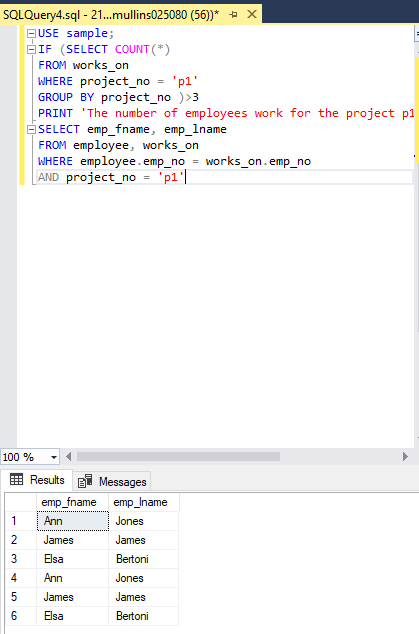 SQLQuery4.sql - 21...mullins025080 (56))*
USE sample;
IF (SELECT COUNT(*)
FROM works_on
WHERE project_no = 'p1'
GROUP BY project_no )>3
PRINT 'The number of employees work for the project p1
SELECT emp_fname, emp_lname
FROM employee, works_on
WHERE employee.emp_no = works_on.emp_no
AND project_no = 'p1'
100 %
Results Messages
emp_fname emp_lname
1 Ann Jones
2 James James
3 Elsa Bertoni
4 Ann Jones
5 James James
6 Elsa Bertoni